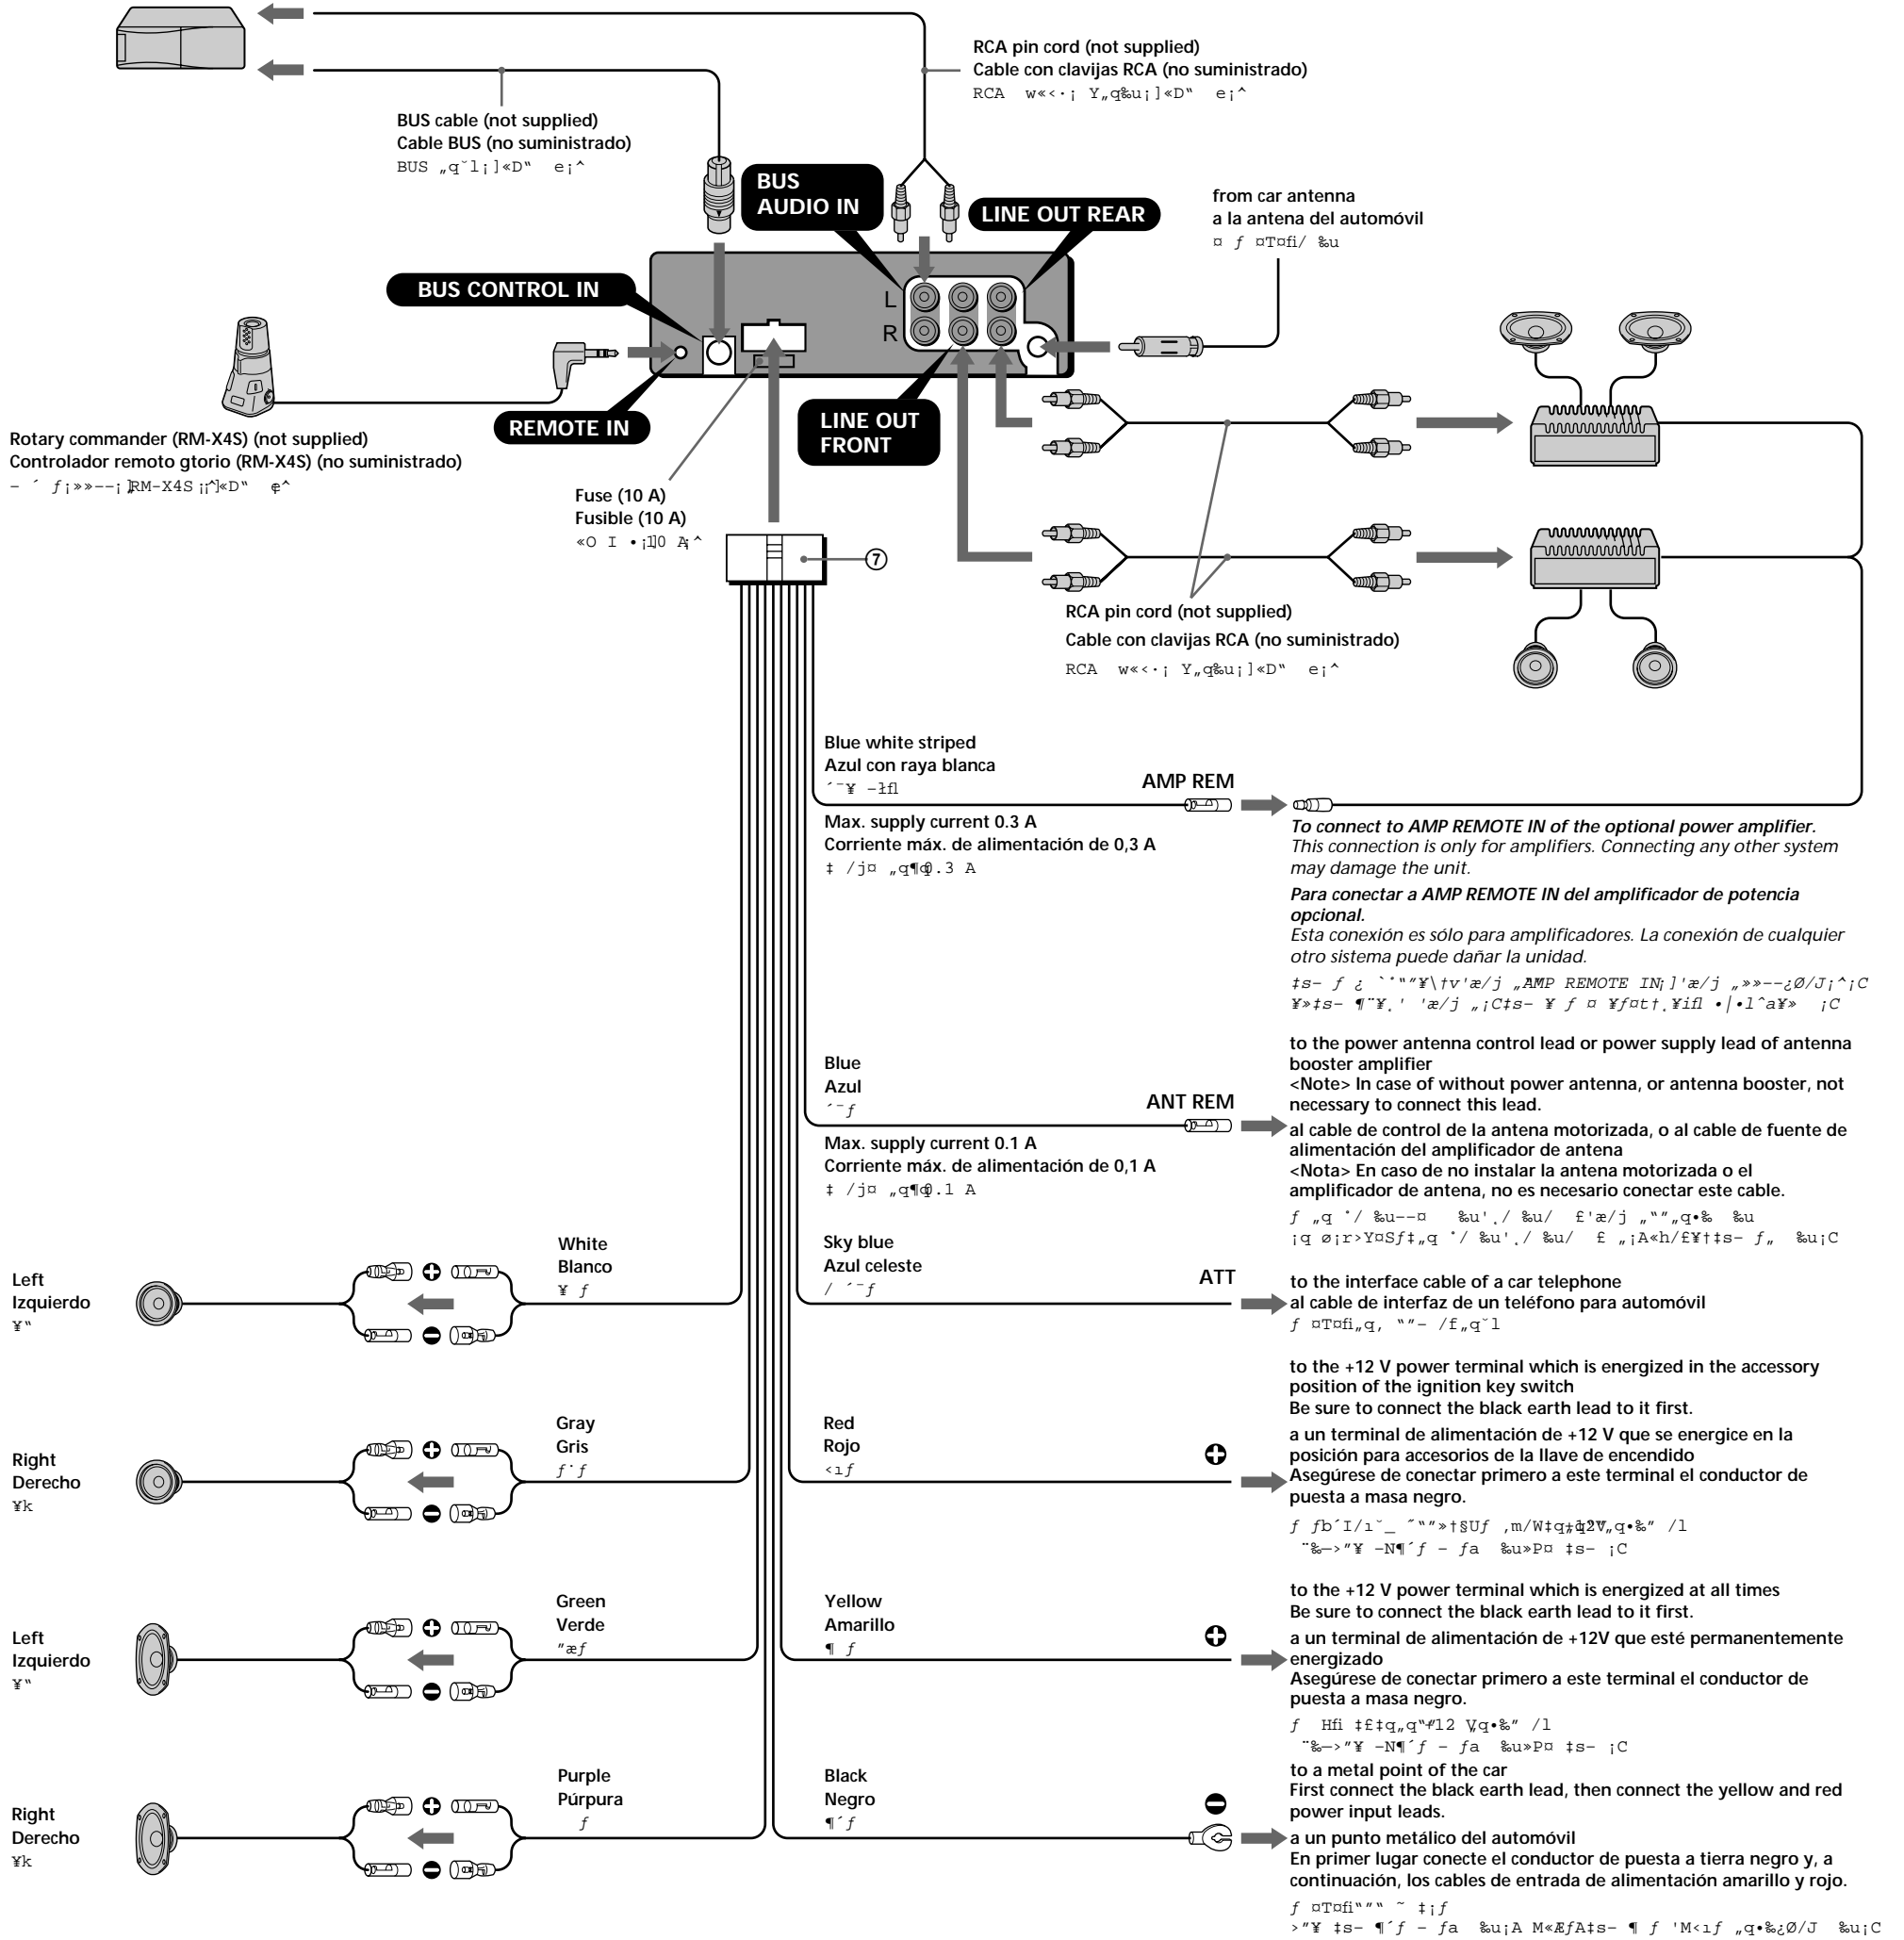 RCA pin cord (not supplied)
Cable con clavijas RCA (no suministrado)
BUS cable (not supplied)
Cable BUS (no suministrado)
BUS
AUDIO IN
LINE OUT REAR
from car antenna
a la antena del automóvil
BUS CONTROL IN
L
R
REMOTE IN
LINE OUT
FRONT
Rotary commander (RM-X4S) (not supplied)
Controlador remoto gtorio (RM-X4S) (no suministrado)
Fuse (10 A)
Fusible (10 A)
7
RCA pin cord (not supplied)
Cable con clavijas RCA (no suministrado)
Blue white striped
Azul con raya blanca
AMP REM
Max. supply current 0.3 A
Corriente máx. de alimentación de 0,3 A
To connect to AMP REMOTE IN of the optional power amplifier.
This connection is only for amplifiers. Connecting any other system
may damage the unit.
Para conectar a AMP REMOTE IN del amplificador de potencia
opcional.
Esta conexión es sólo para amplificadores. La conexión de cualquier
otro sistema puede dañar la unidad.
Blue
Azul
ANT REM
Max. supply current 0.1 A
Corriente máx. de alimentación de 0,1 A
to the power antenna control lead or power supply lead of antenna
booster amplifier
<Note> In case of without power antenna, or antenna booster, not
necessary to connect this lead.
al cable de control de la antena motorizada, o al cable de fuente de
alimentación del amplificador de antena
<Nota> En caso de no instalar la antena motorizada o el
amplificador de antena, no es necesario conectar este cable.
Left
Izquierdo
White
Blanco
Sky blue
Azul celeste
ATT
to the interface cable of a car telephone
al cable de interfaz de un teléfono para automóvil
Right
Derecho
Gray
Gris
Red
Rojo
to the +12 V power terminal which is energized in the accessory
position of the ignition key switch
Be sure to connect the black earth lead to it first.
a un terminal de alimentación de +12 V que se energice en la
posición para accesorios de la llave de encendido
Asegúrese de conectar primero a este terminal el conductor de
puesta a masa negro.
Left
Izquierdo
Green
Verde
Yellow
Amarillo
to the +12 V power terminal which is energized at all times
Be sure to connect the black earth lead to it first.
a un terminal de alimentación de +12V que esté permanentemente
energizado
Asegúrese de conectar primero a este terminal el conductor de
puesta a masa negro.
Right
Derecho
Purple
Púrpura
Black
Negro
to a metal point of the car
First connect the black earth lead, then connect the yellow and red
power input leads.
a un punto metálico del automóvil
En primer lugar conecte el conductor de puesta a tierra negro y, a
continuación, los cables de entrada de alimentación amarillo y rojo.